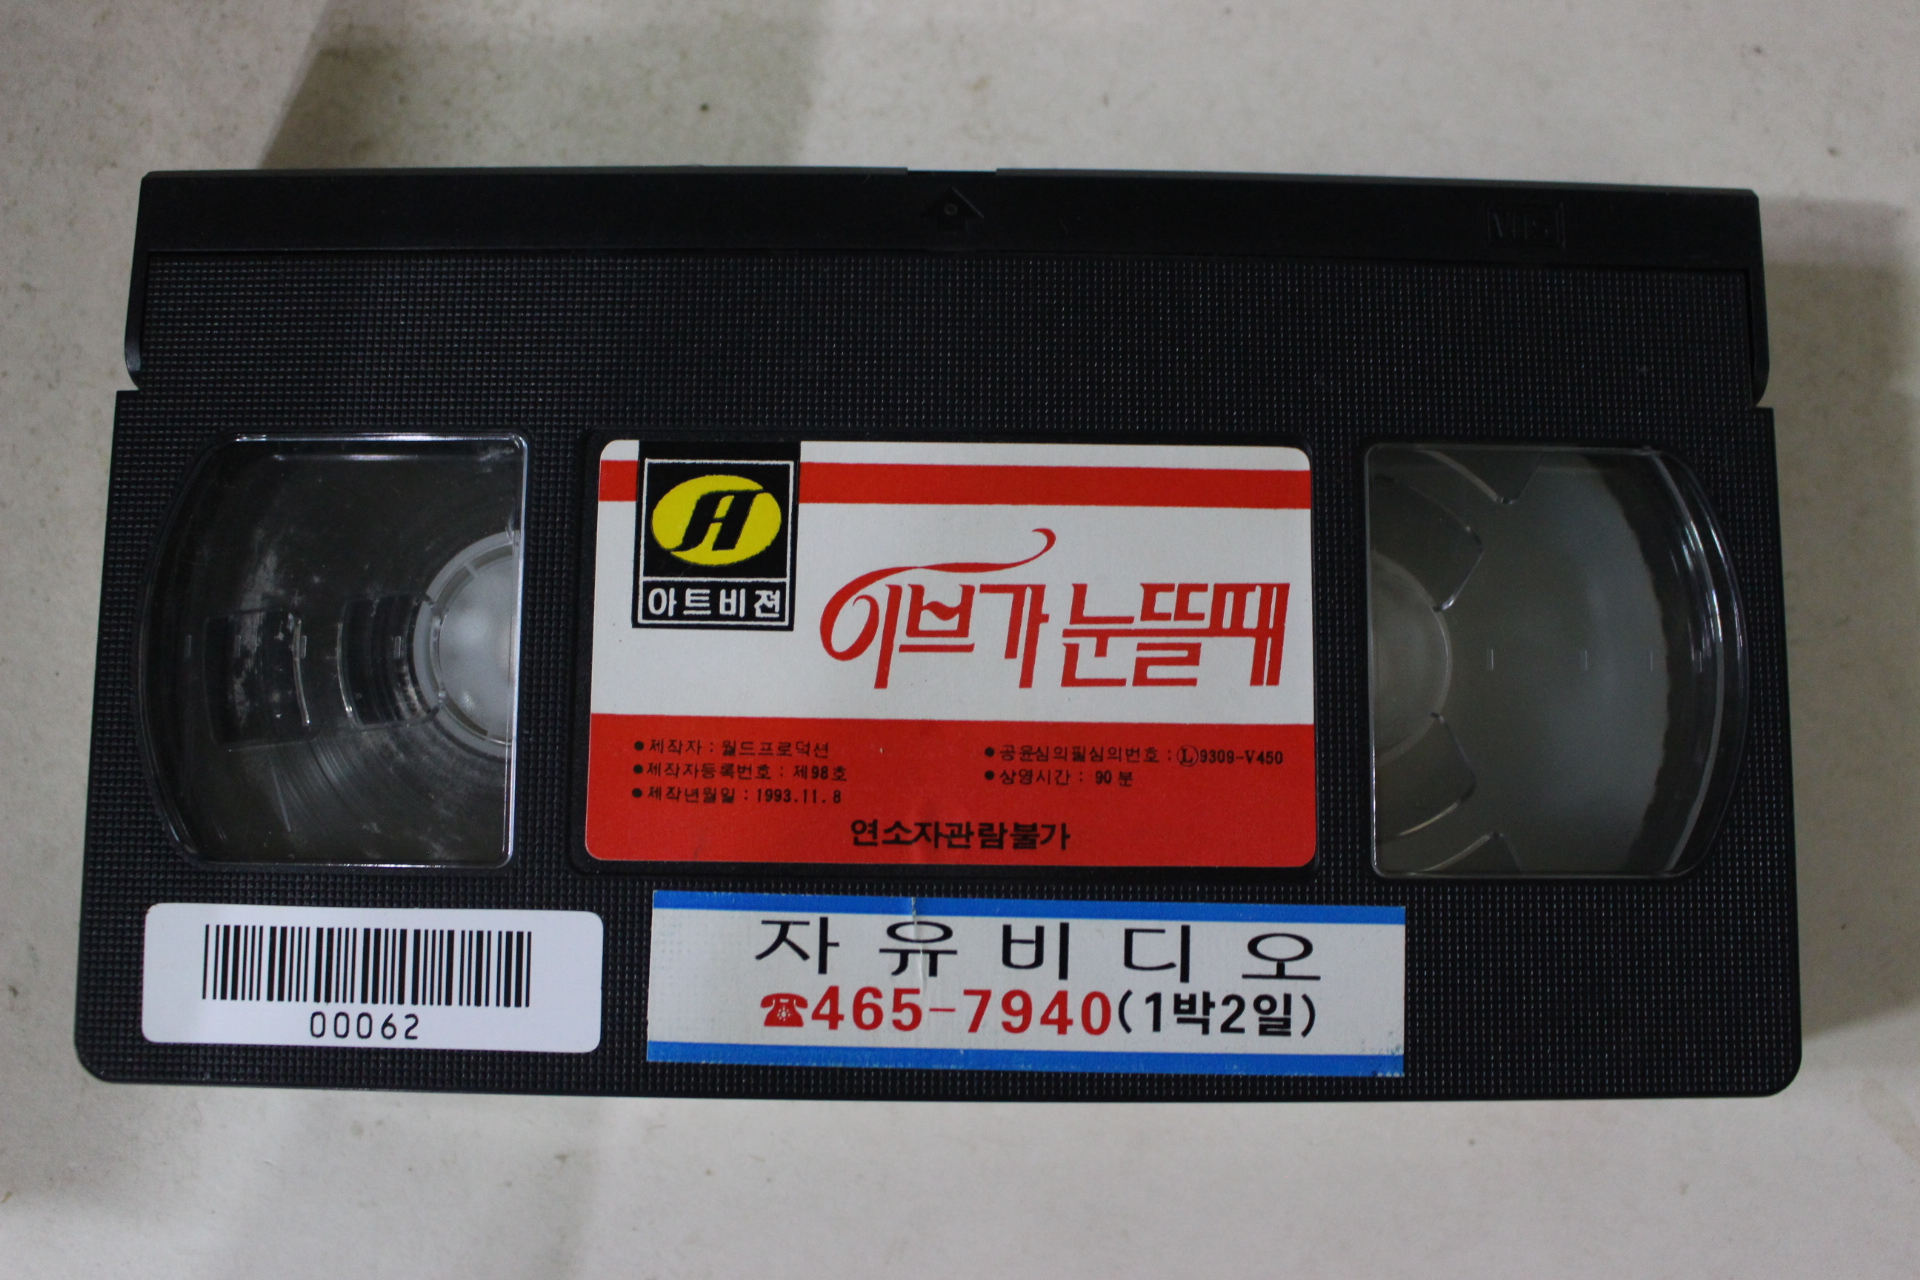 VHS
A
아트비젼
이브가 눈뜰때
●제작자 : 월드프로덕션
●제작자등록번호 : 제98호
●제작년월일 : 1993.11.8
●공윤심의필심의번호 : Ⓛ9309-V450
●상영시간 : 90분
연소자관람불가
자유비디오
☎465-7940(1박2일)
00062